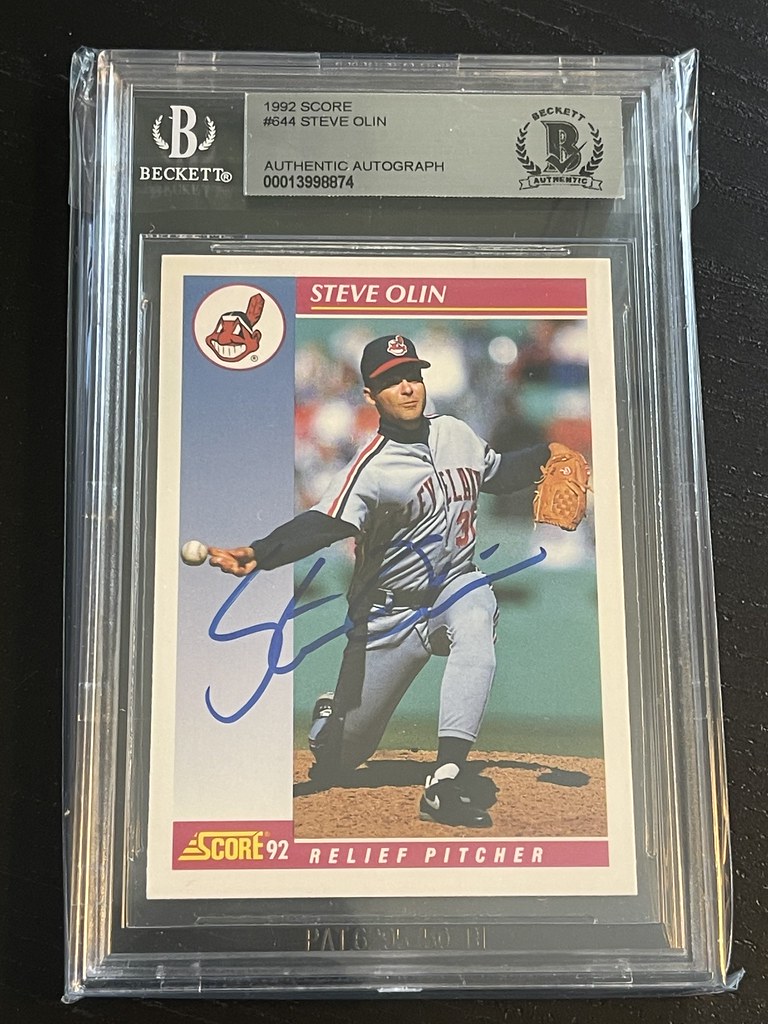 1992 SCORE
#644 STEVE OLIN
AUTHENTIC AUTOGRAPH
00013998874
B
BECKETT®
BECKETT
B
AUTHENTIC
STEVE OLIN
®
SCORE® 92
RELIEF PITCHER